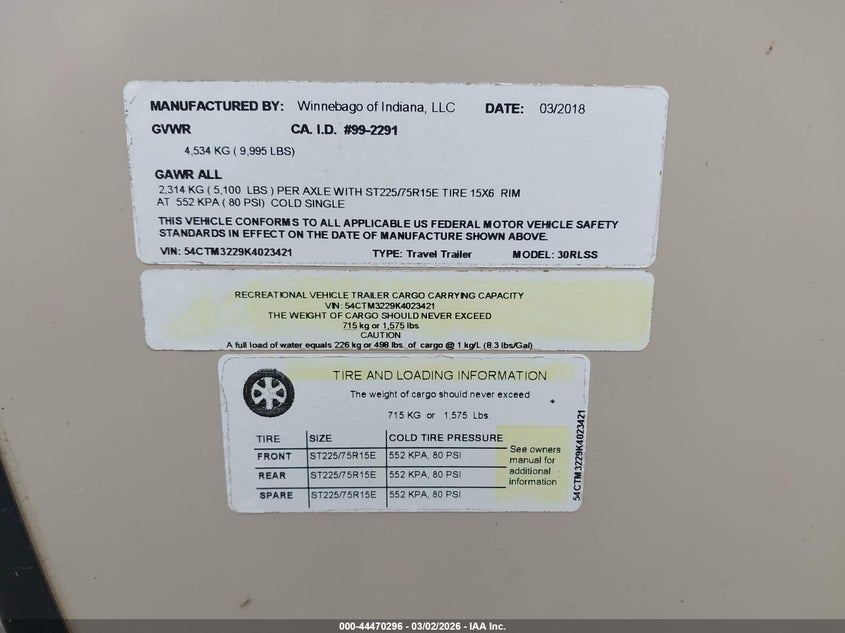 MANUFACTURED BY: Winnebago of Indiana, LLC DATE: 03/2018
GVWR CA. I.D. #99-2291
4,534 KG ( 9,995 LBS)
GAWR ALL
2,314 KG ( 5,100 LBS ) PER AXLE WITH ST225/75R15E TIRE 15X6 RIM
AT 552 KPA ( 80 PSI) COLD SINGLE
THIS VEHICLE CONFORMS TO ALL APPLICABLE US FEDERAL MOTOR VEHICLE SAFETY
STANDARDS IN EFFECT ON THE DATE OF MANUFACTURE SHOWN ABOVE.
VIN: 54CTM3229K4023421 TYPE: Travel Trailer MODEL: 30RLSS
RECREATIONAL VEHICLE TRAILER CARGO CARRYING CAPACITY
VIN: 54CTM3229K4023421
THE WEIGHT OF CARGO SHOULD NEVER EXCEED
715 kg or 1,575 lbs
CAUTION
A full load of water equals 226 kg or 498 lbs. of cargo @ 1 kg/L (8.3 lbs/Gal)
TIRE AND LOADING INFORMATION
The weight of cargo should never exceed
715 KG or 1,575 Lbs.
TIRE SIZE COLD TIRE PRESSURE
FRONT ST225/75R15E 552 KPA, 80 PSI
REAR ST225/75R15E 552 KPA, 80 PSI
SPARE ST225/75R15E 552 KPA, 80 PSI
See owners
manual for
additional
information
54CTM3229K4023421
000-44470296 - 03/02/2026 - IAA Inc.